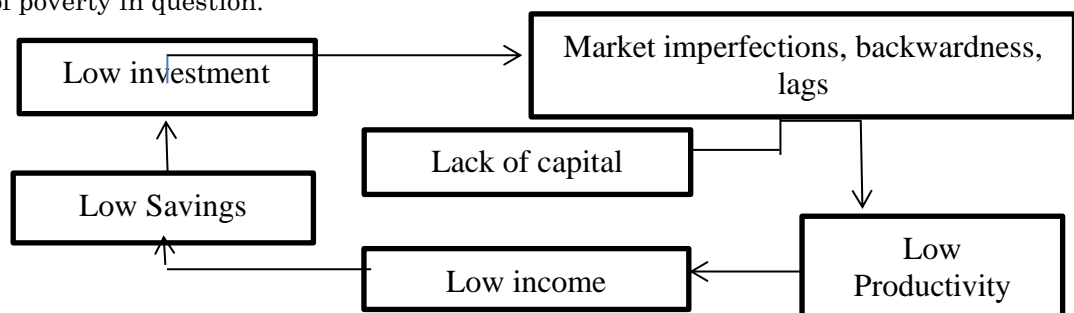 of poverty in question.
Low investment
Market imperfections, backwardness,
lags
Lack of capital
Low Savings
Low income
Low
Productivity